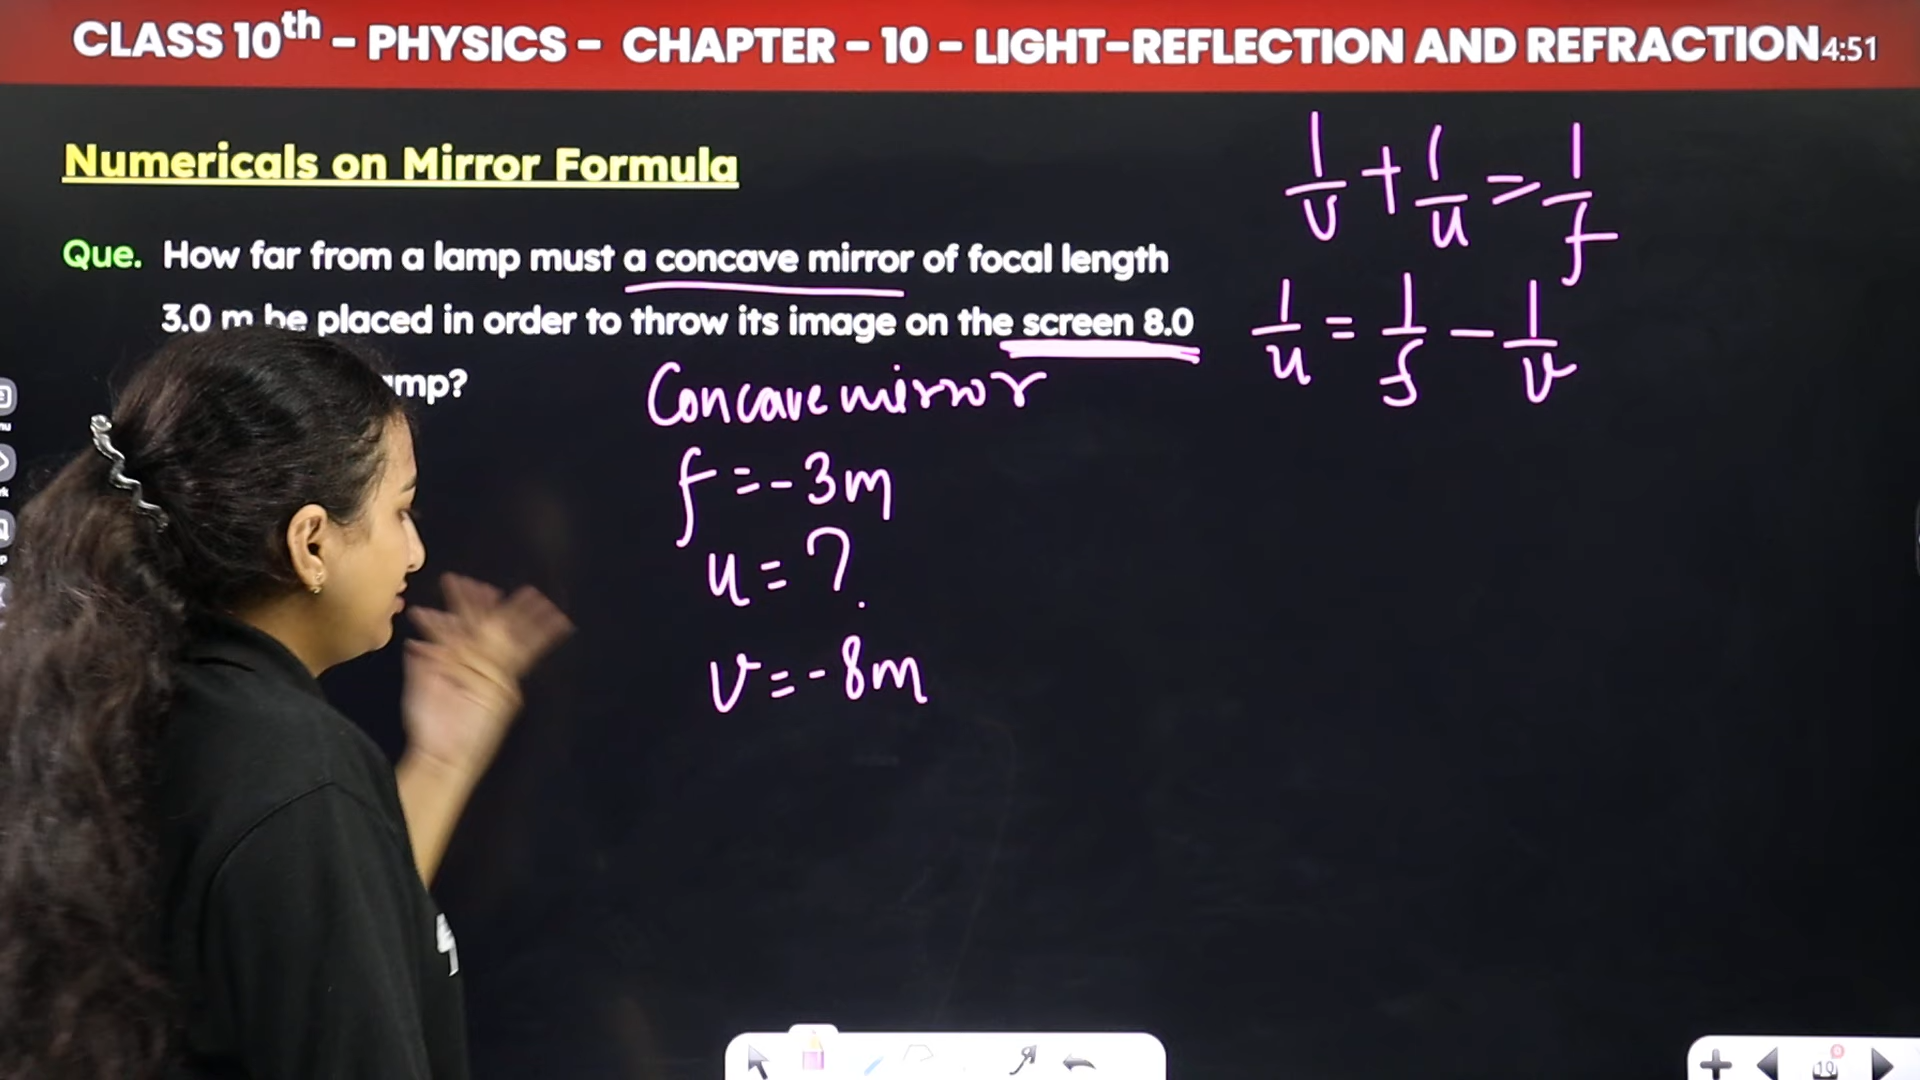 CLASS 10th – PHYSICS – CHAPTER – 10 – LIGHT-REFLECTION AND REFRACTION 4:51
Numericals on Mirror Formula
Que. How far from a lamp must a concave mirror of focal length
3.0 m be placed in order to throw its image on the screen 8.0
amp?
Concave mirror
f = -3m
u = ?
v = -8m
1/v + 1/u = 1/f
1/u = 1/f - 1/v
10